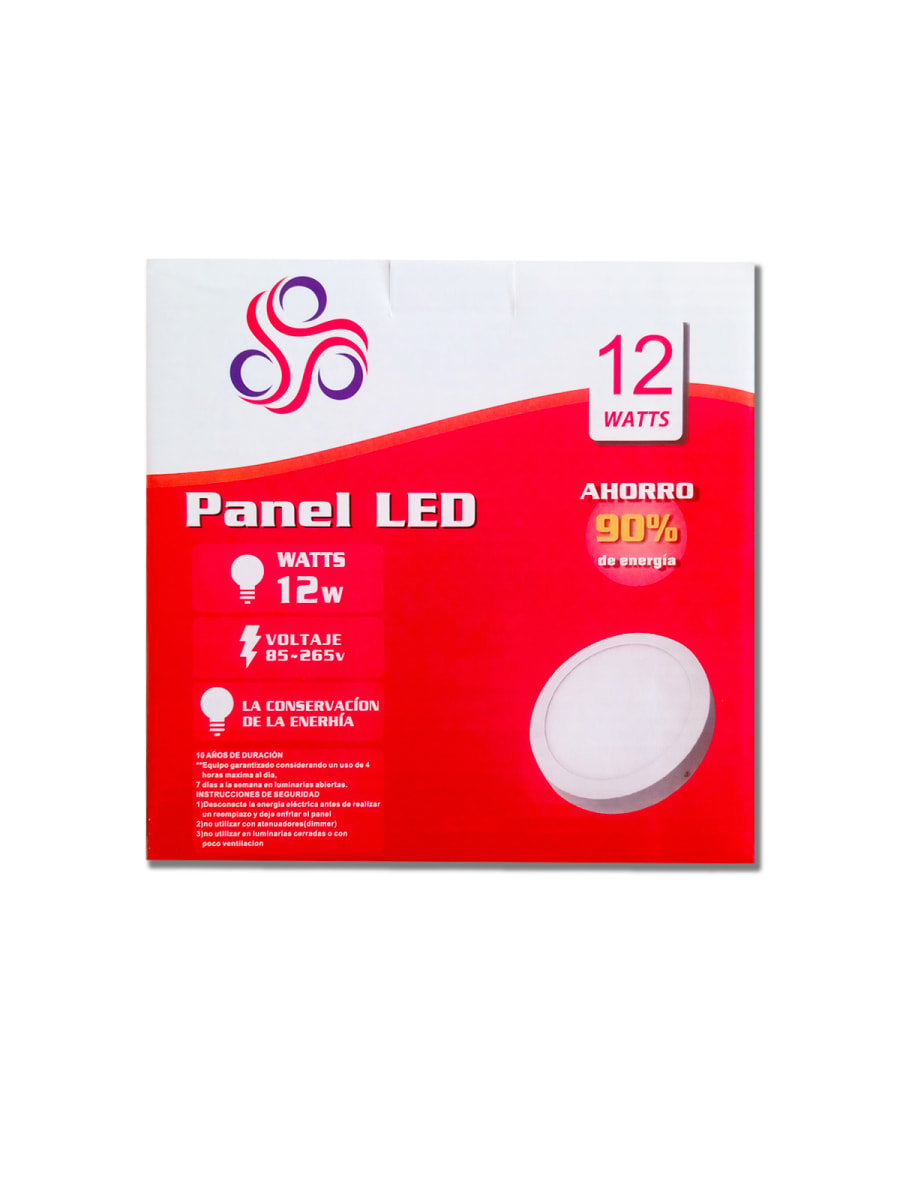 12
WATTS
Panel LED
AHORRO
90%
de energía
WATTS
12W
VOLTAJE
85~265v
LA CONSERVACÍON
DE LA ENERHÍA
10 AÑOS DE DURACIÓN
**Equipo garantizado considerando un uso de 4
horas maxima al día,
7 días a la semana en luminarias abiertas.
INSTRUCCIONES DE SEGURIDAD
1)Desconecte la energía eléctrica antes de realizar
un reemplazo y deje enfriar el panel
2)no utilizar con atenuadores(dimmer)
3)no utilizar en luminarias cerradas o con
poco ventilacion